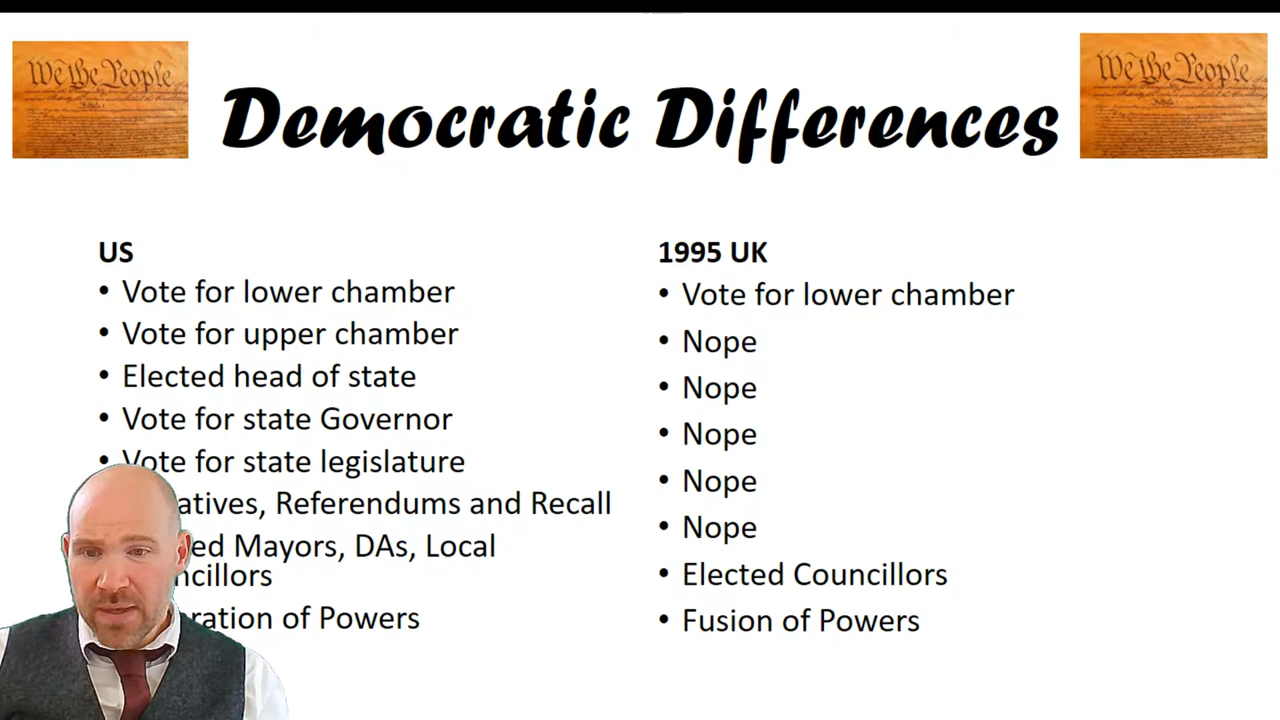 We the People
We the People
Democratic Differences
US
• Vote for lower chamber
• Vote for upper chamber
• Elected head of state
• Vote for state Governor
• Vote for state legislature
atives, Referendums and Recall
ed Mayors, DAs, Local
ncillors
ration of Powers
1995 UK
• Vote for lower chamber
• Nope
• Nope
• Nope
• Nope
• Nope
• Elected Councillors
• Fusion of Powers